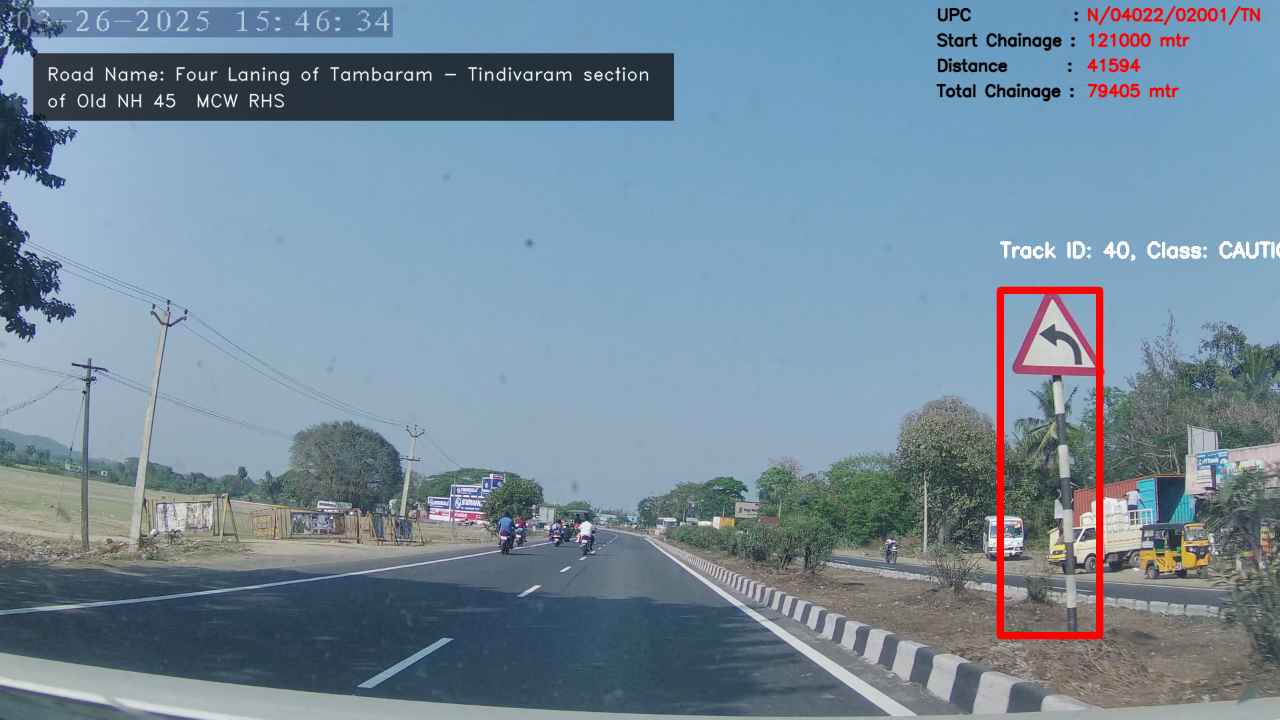 03-26-2025 15:46:34
Road Name: Four Laning of Tambaram - Tindivaram section
of Old NH 45 MCW RHS
UPC : N/04022/02001/TN
Start Chainage : 121000 mtr
Distance : 41594
Total Chainage : 79405 mtr
Track ID: 40, Class: CAUTIO